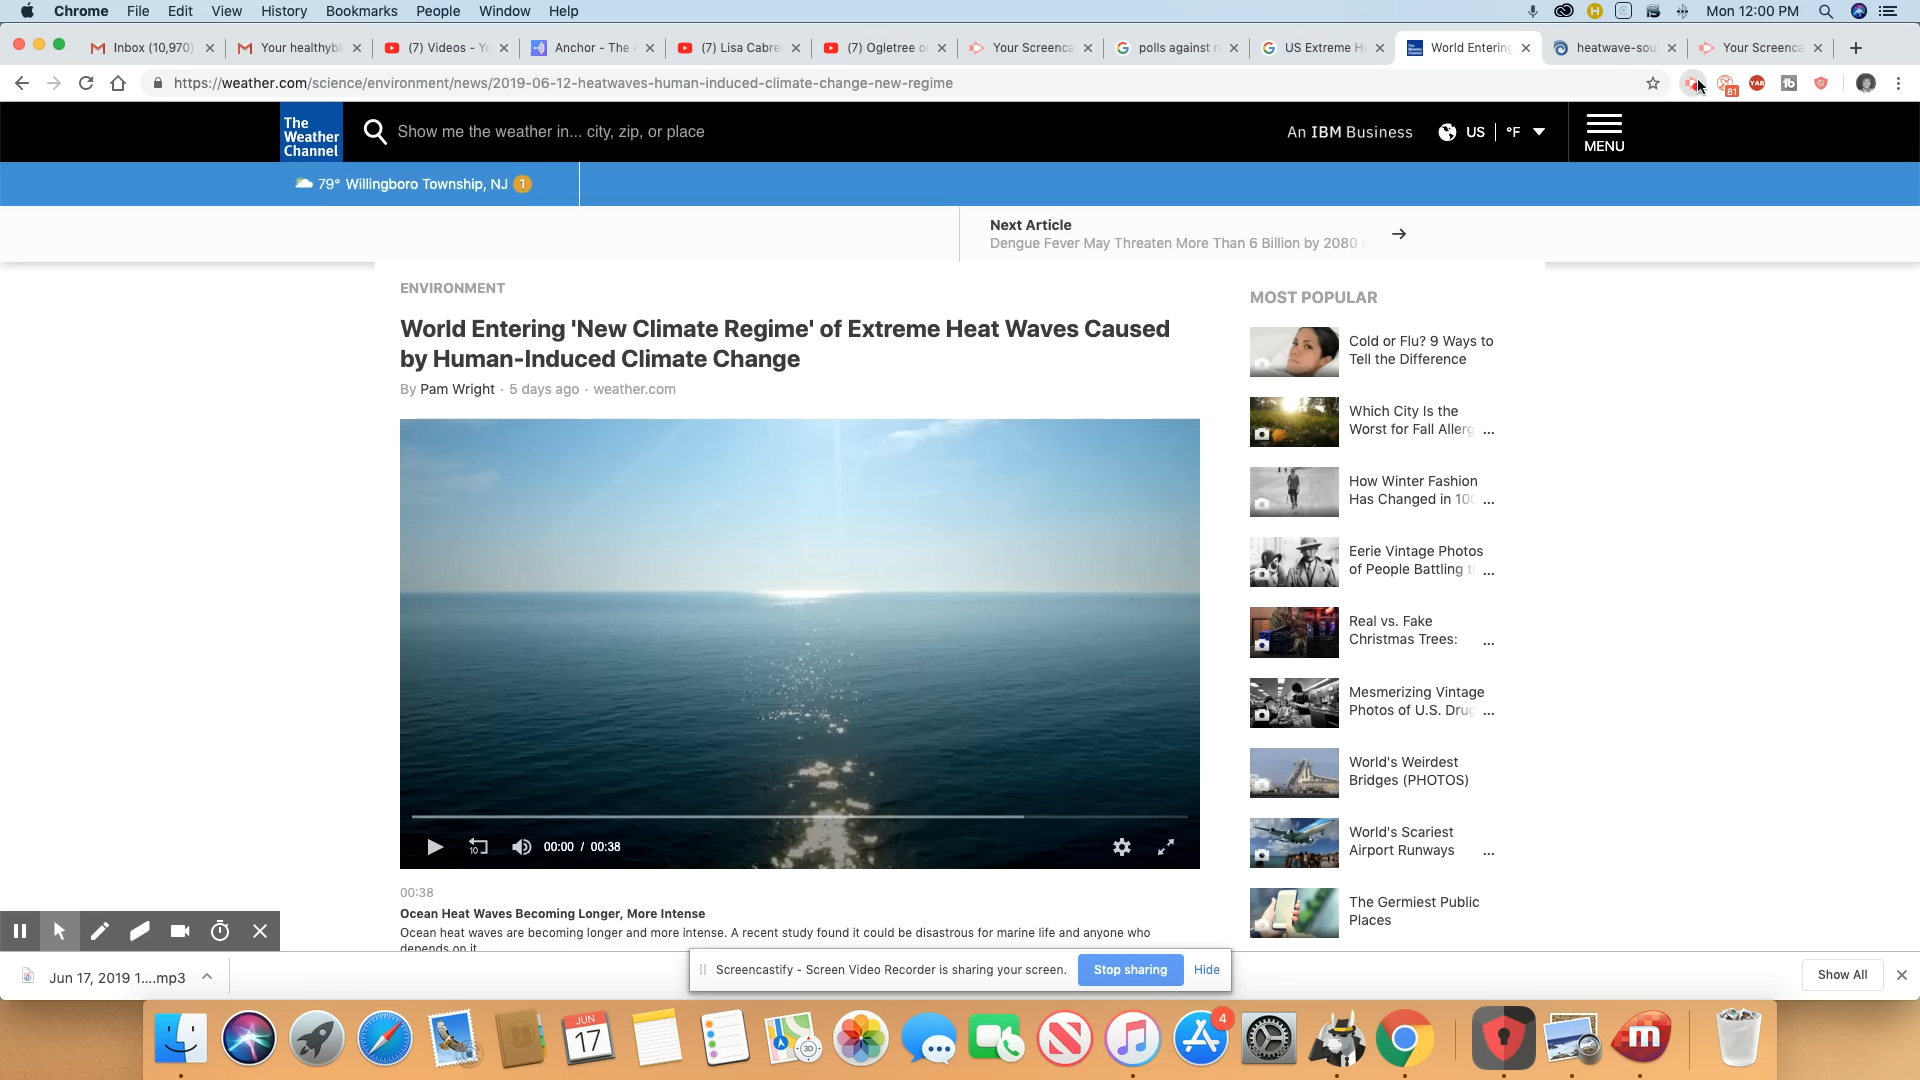 Chrome File Edit View History Bookmarks People Window Help Mon 12:00 PM
Inbox (10,970) Your healthybl (7) Videos - Yo Anchor - The (7) Lisa Cabre (7) Ogletree o Your Screenca polls against US Extreme H World Entering heatwave-sou Your Screenca
https://weather.com/science/environment/news/2019-06-12-heatwaves-human-induced-climate-change-new-regime
81 YAB tb
The
Weather
Channel
Show me the weather in... city, zip, or place
An IBM Business
US °F
MENU
79° Willingboro Township, NJ 1
Next Article
Dengue Fever May Threaten More Than 6 Billion by 2080
ENVIRONMENT
World Entering 'New Climate Regime' of Extreme Heat Waves Caused
by Human-Induced Climate Change
By Pam Wright · 5 days ago · weather.com
10 00:00 / 00:38
00:38
Ocean Heat Waves Becoming Longer, More Intense
Ocean heat waves are becoming longer and more intense. A recent study found it could be disastrous for marine life and anyone who
depends on it
MOST POPULAR
Cold or Flu? 9 Ways to
Tell the Difference
Which City Is the
Worst for Fall Allerg ...
How Winter Fashion
Has Changed in 10 ...
Eerie Vintage Photos
of People Battling t ...
Real vs. Fake
Christmas Trees: ...
Mesmerizing Vintage
Photos of U.S. Drug ...
World's Weirdest
Bridges (PHOTOS)
World's Scariest
Airport Runways ...
The Germiest Public
Places
Screencastify - Screen Video Recorder is sharing your screen. Stop sharing Hide
Jun 17, 2019 1....mp3
Show All
JUN
17
3D
4